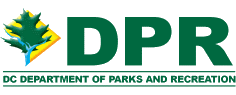 DPR
DC DEPARTMENT OF PARKS AND RECREATION